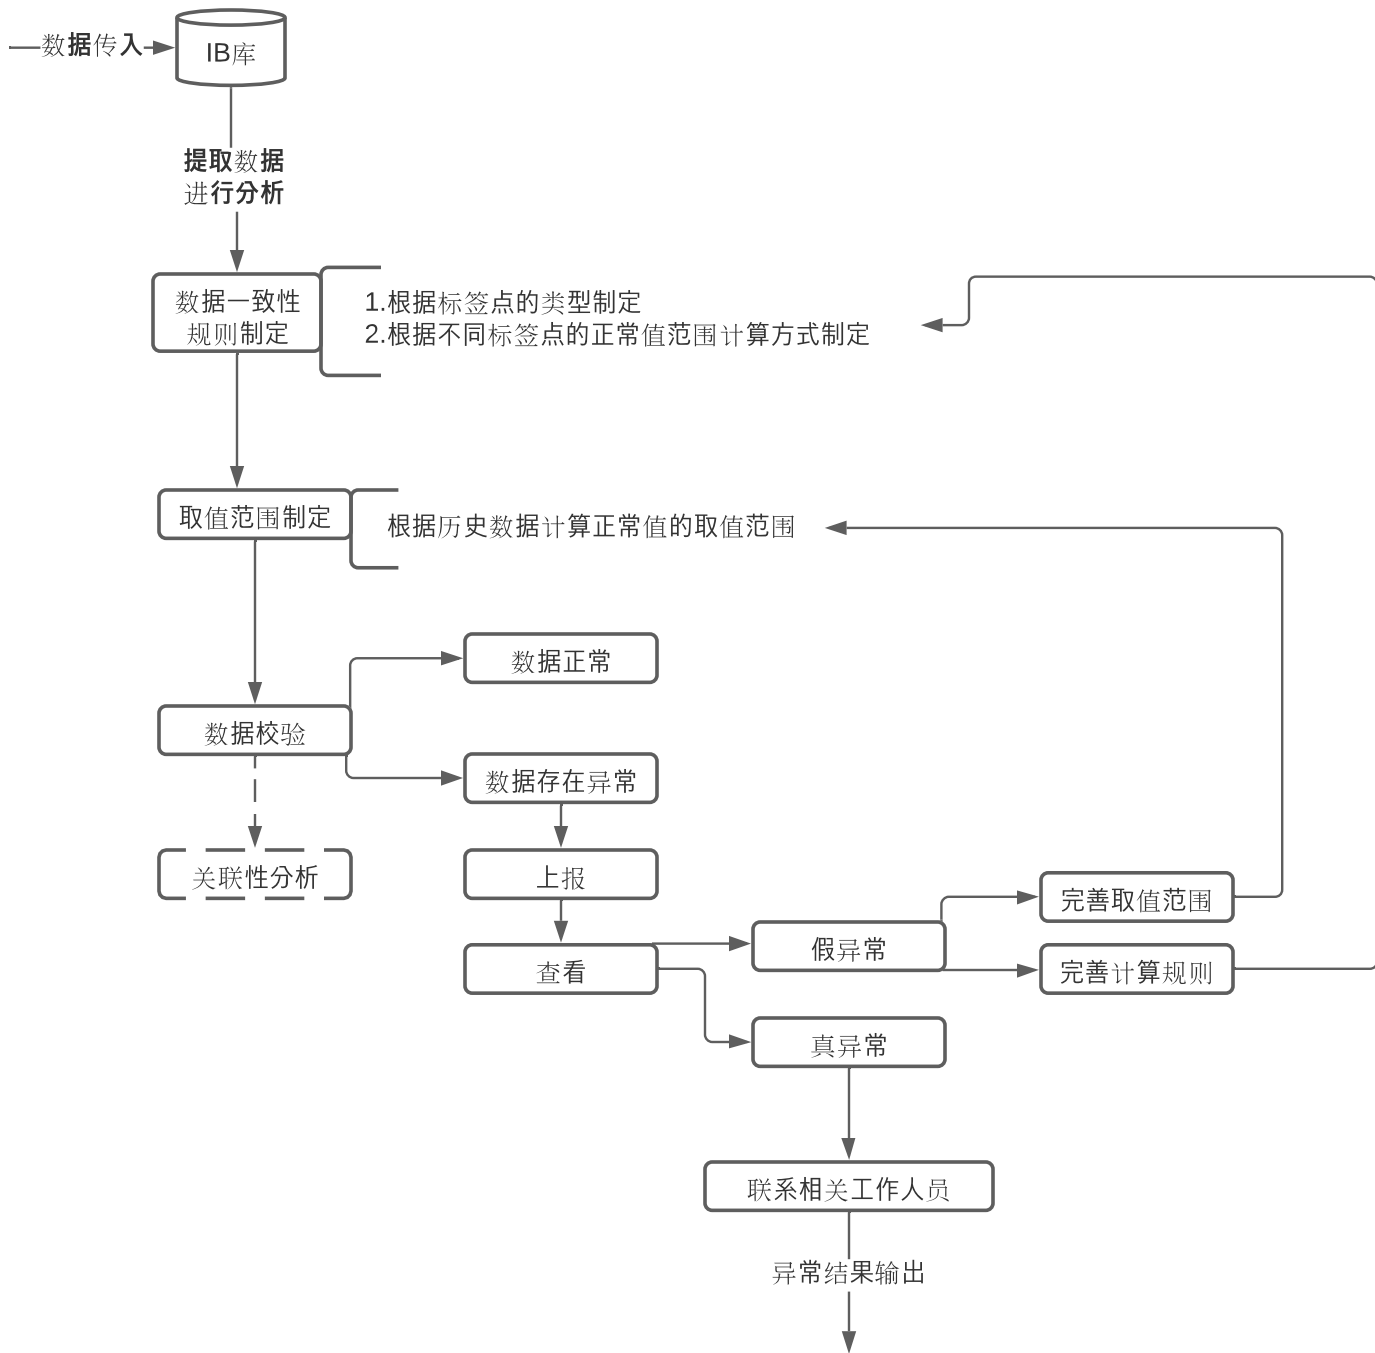 数据传入
IB库
提取数据
进行分析
数据一致性
规则制定
1.根据标签点的类型制定
2.根据不同标签点的正常值范围计算方式制定
取值范围制定
根据历史数据计算正常值的取值范围
数据正常
数据校验
数据存在异常
关联性分析
上报
完善取值范围
假异常
查看
完善计算规则
真异常
联系相关工作人员
异常结果输出